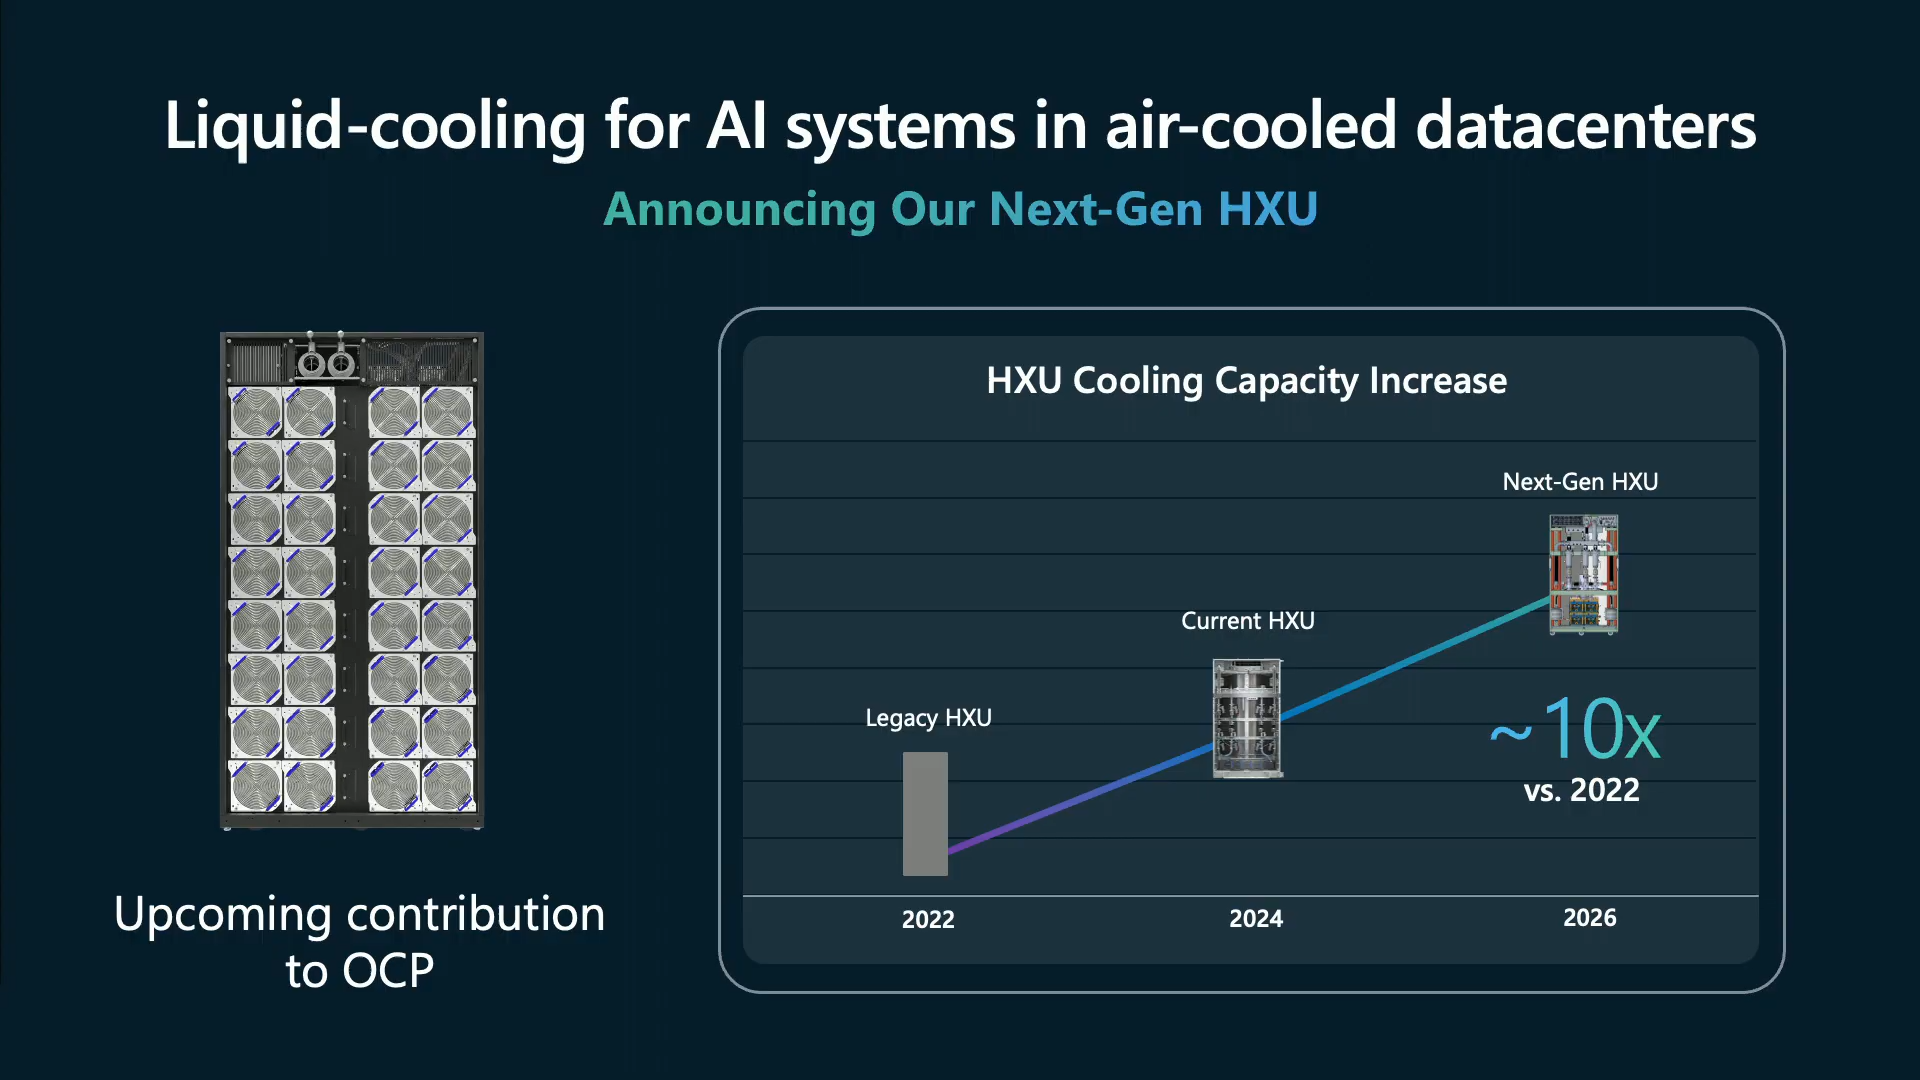 Liquid-cooling for AI systems in air-cooled datacenters
Announcing Our Next-Gen HXU
Upcoming contribution
to OCP
HXU Cooling Capacity Increase
Legacy HXU
Current HXU
Next-Gen HXU
~10x
vs. 2022
2022
2024
2026